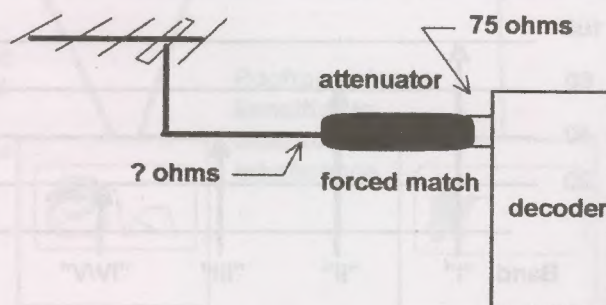 75 ohms
attenuator
? ohms
forced match
decoder